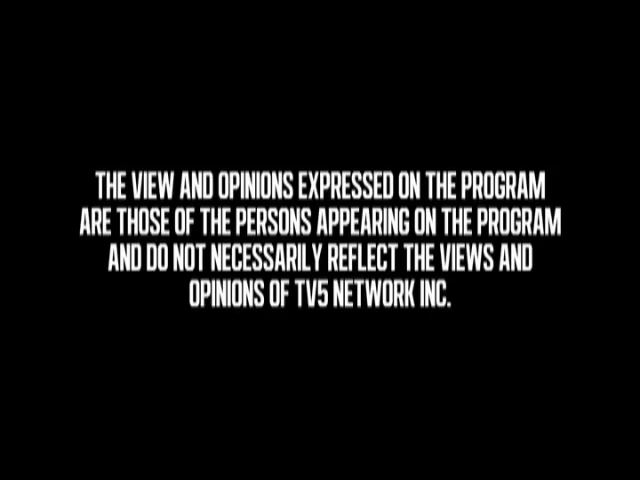 THE VIEW AND OPINIONS EXPRESSED ON THE PROGRAM
ARE THOSE OF THE PERSONS APPEARING ON THE PROGRAM
AND DO NOT NECESSARILY REFLECT THE VIEWS AND
OPINIONS OF TV5 NETWORK INC.